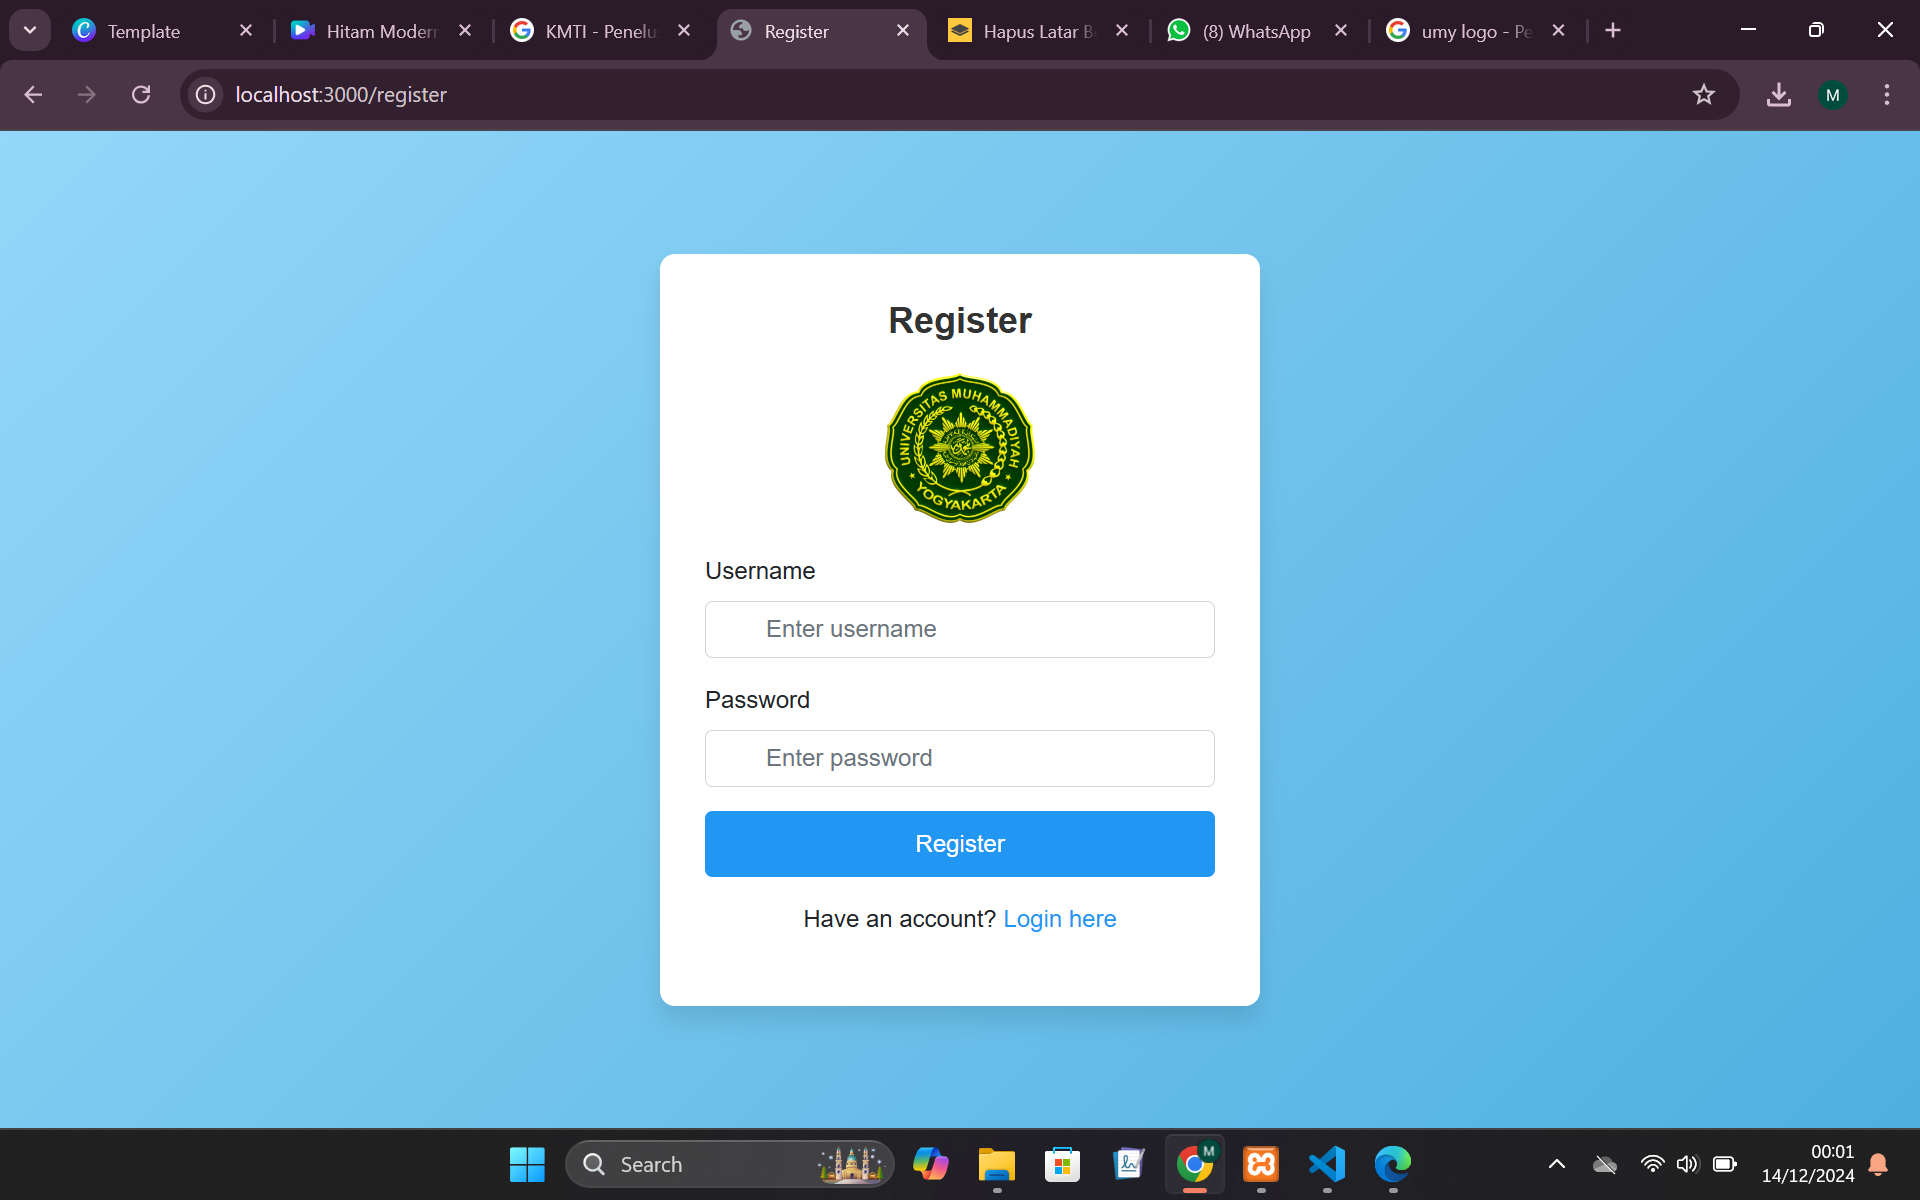 Template
Hitam Modern
KMTI - Penelu
Register
Hapus Latar Be
(8) WhatsApp
umy logo - Pe
localhost:3000/register
M
Register
UNIVERSITAS MUHAMMADIYAH
YOGYAKARTA
Username
Enter username
Password
Enter password
Register
Have an account? Login here
Search
M
00:01
14/12/2024